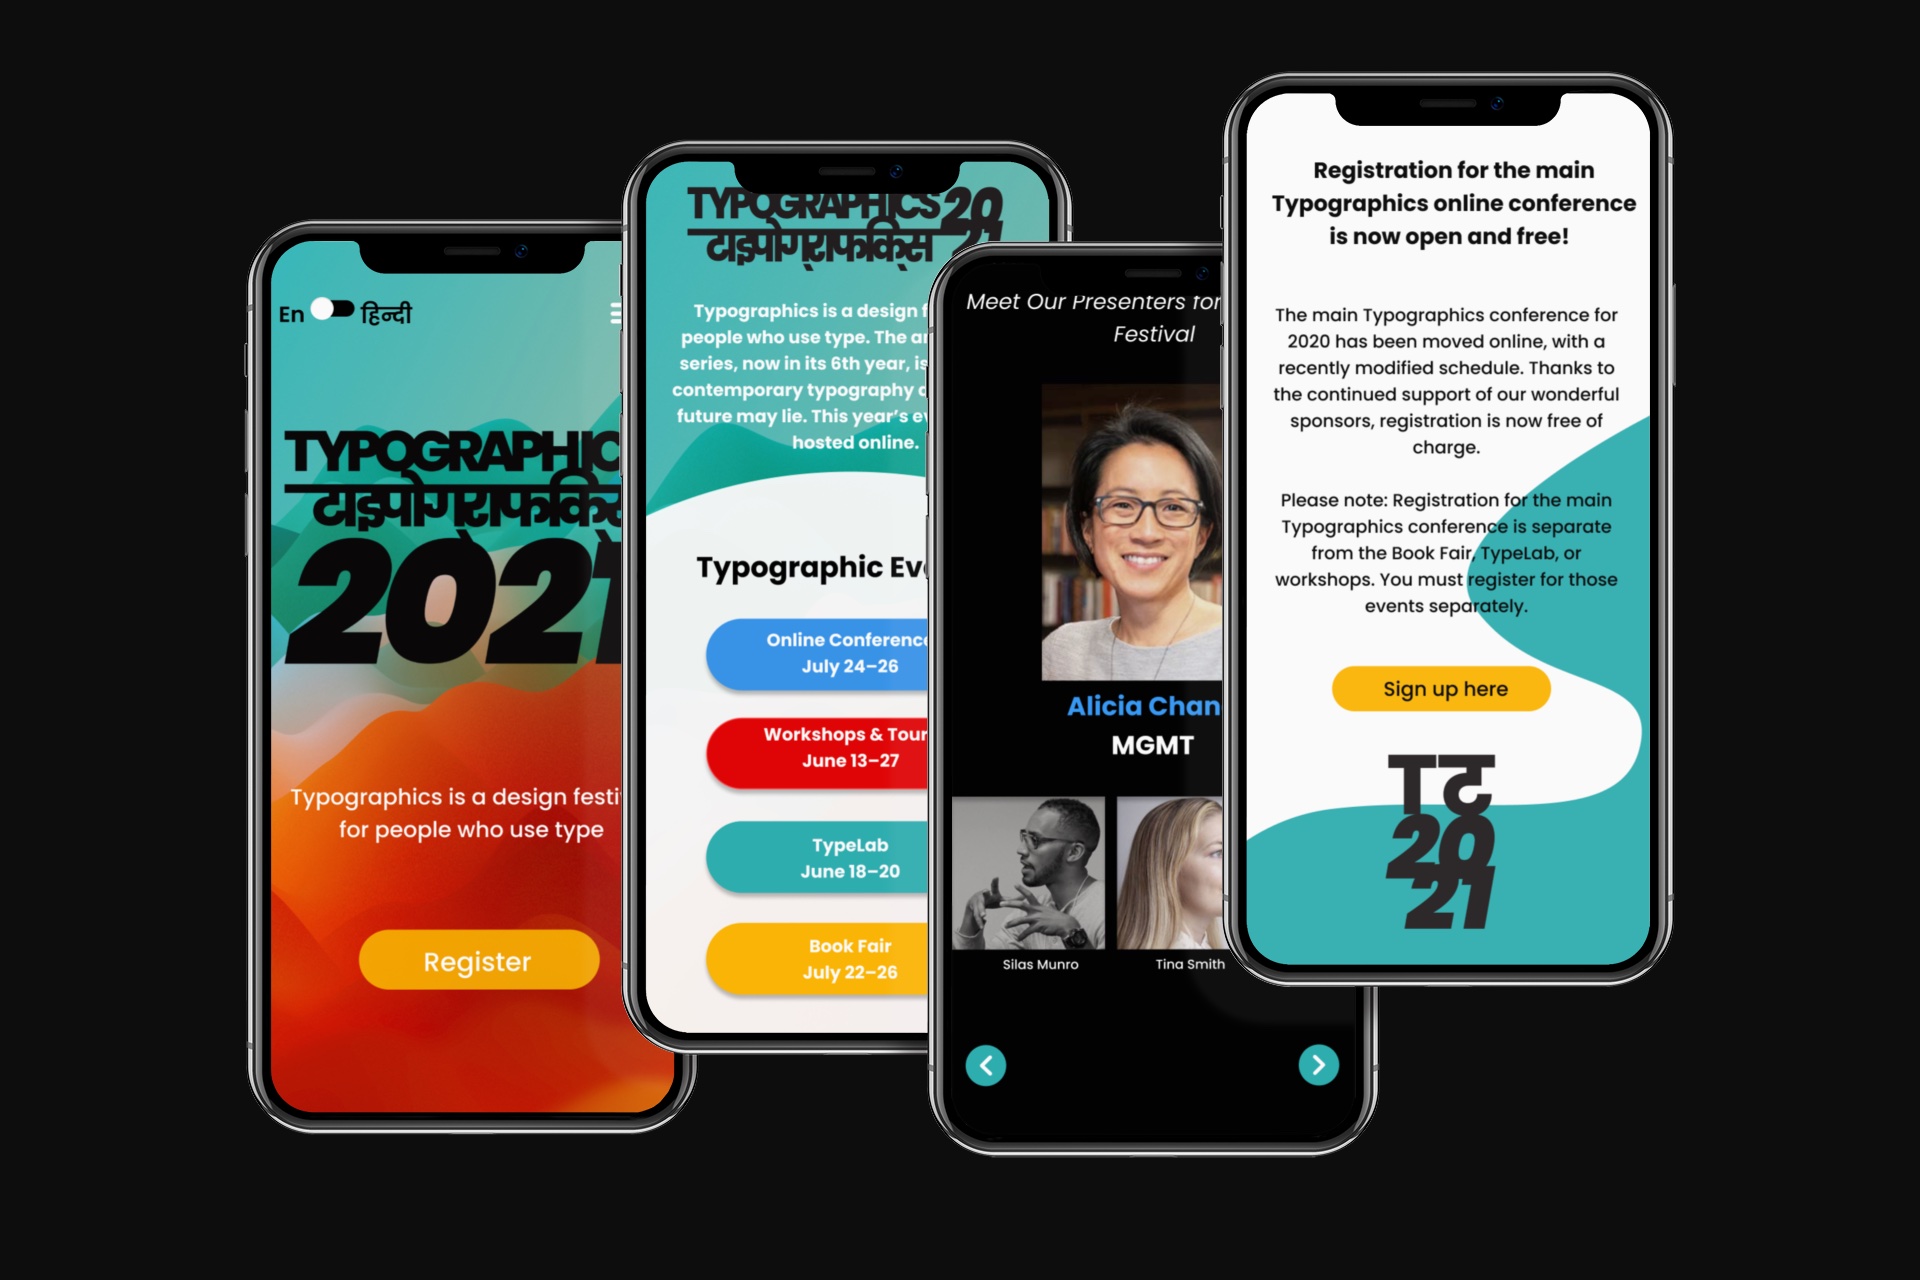 En हिन्दी
TYPOGRAPHIC
टाइपोग्राफिक्स
2021
Typographics is a design festi
for people who use type
Register
TYPOGRAPHICS 20
टाइपोग्राफिक्स 21
Typographics is a design f
people who use type. The an
series, now in its 6th year, is
contemporary typography a
future may lie. This year's ev
hosted online.
Typographic Eve
Online Conference
July 24–26
Workshops & Tour
June 13–27
TypeLab
June 18–20
Book Fair
July 22–26
Meet Our Presenters for
Festival
Alicia Chan
MGMT
Silas Munro
Tina Smith
Registration for the main
Typographics online conference
is now open and free!
The main Typographics conference for
2020 has been moved online, with a
recently modified schedule. Thanks to
the continued support of our wonderful
sponsors, registration is now free of
charge.
Please note: Registration for the main
Typographics conference is separate
from the Book Fair, TypeLab, or
workshops. You must register for those
events separately.
Sign up here
Tट
20
21